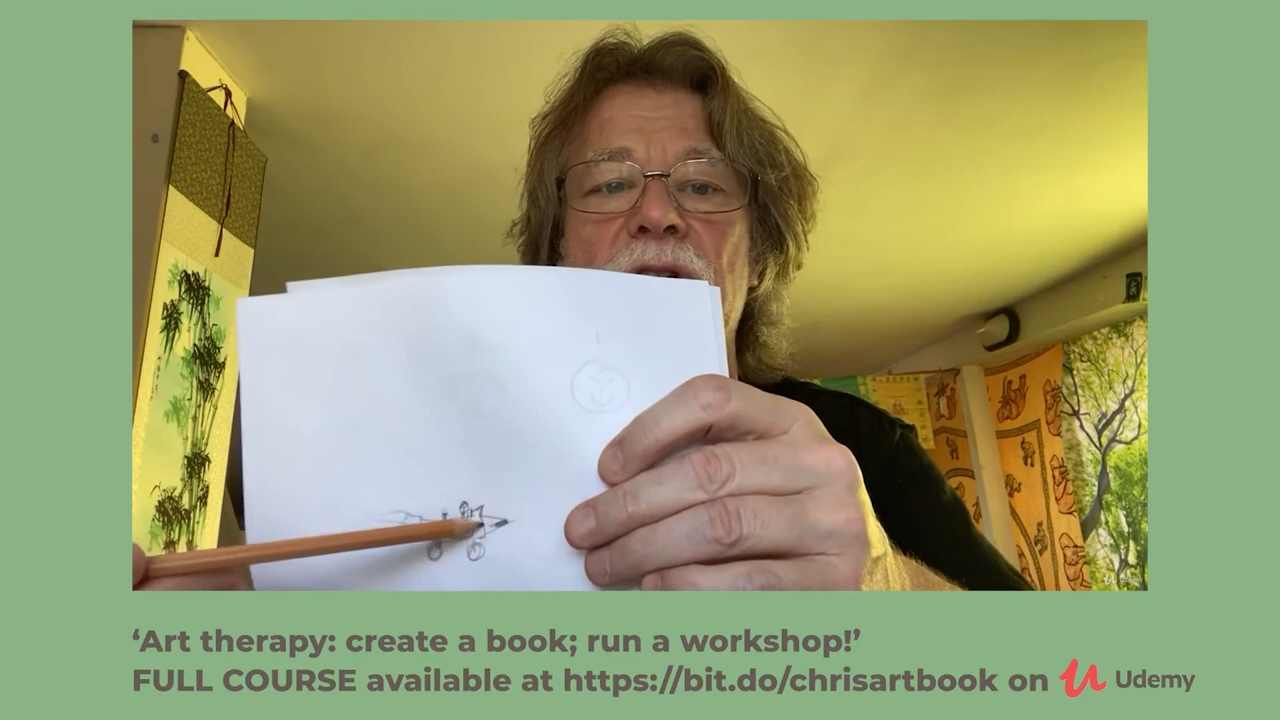 ‘Art therapy: create a book; run a workshop!’
FULL COURSE available at https://bit.do/chrisartbook on Udemy